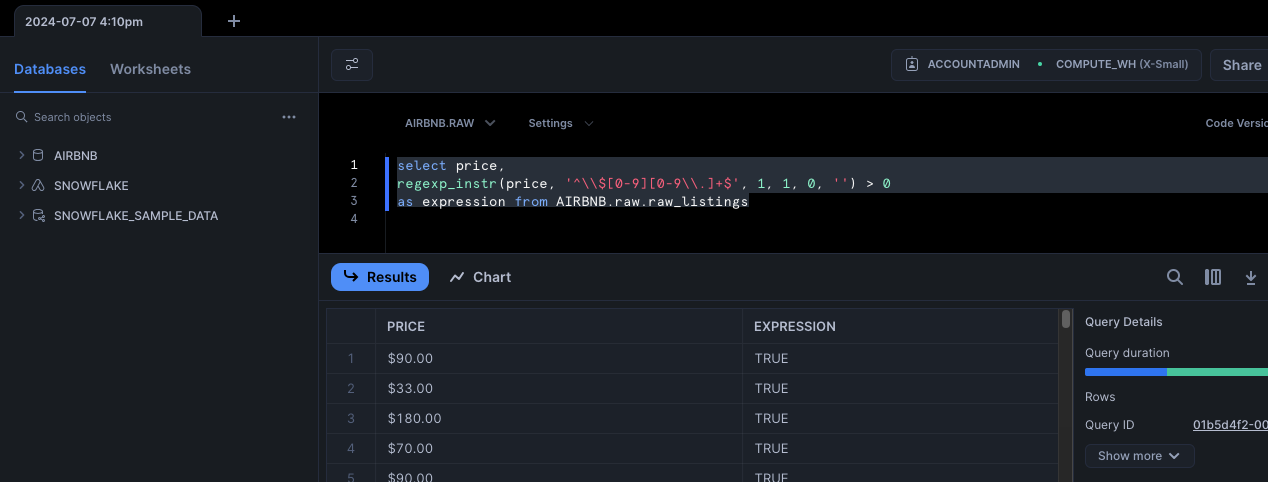 2024-07-07 4:10pm
Databases Worksheets
Search objects
AIRBNB
SNOWFLAKE
SNOWFLAKE_SAMPLE_DATA
ACCOUNTADMIN • COMPUTE_WH (X-Small)
Share
AIRBNB.RAW Settings
Code Versio
1 select price,
2 regexp_instr(price, '^\\$[0-9][0-9\\.]+$', 1, 1, 0, '') > 0
3 as expression from AIRBNB.raw.raw_listings
4
Results Chart
PRICE EXPRESSION
1 $90.00 TRUE
2 $33.00 TRUE
3 $180.00 TRUE
4 $70.00 TRUE
5 $90.00 TRUE
Query Details
Query duration
Rows
Query ID 01b5d4f2-00
Show more